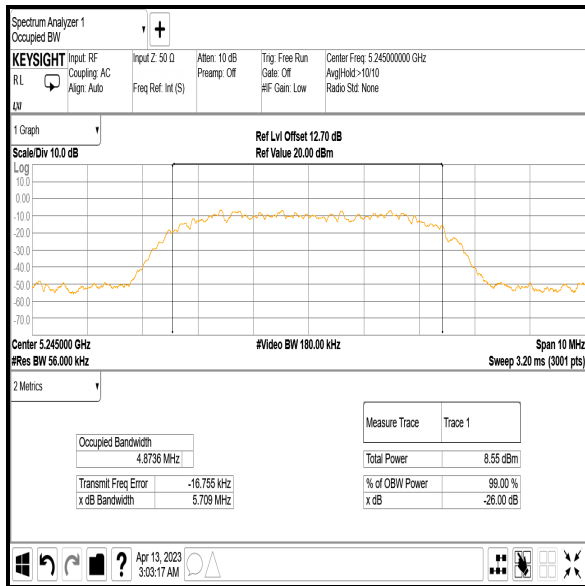 Spectrum Analyzer 1
Occupied BW
KEYSIGHT
RL
LXI
Input: RF
Coupling: AC
Align: Auto
Input Z: 50 Ω
Freq Ref: Int (S)
Atten: 10 dB
Preamp: Off
Trig: Free Run
Gate: Off
#IF Gain: Low
Center Freq: 5.245000000 GHz
Avg|Hold:>10/10
Radio Std: None
1 Graph
Scale/Div 10.0 dB
Ref Lvl Offset 12.70 dB
Ref Value 20.00 dBm
Log
10.0
0.00
-10.0
-20.0
-30.0
-40.0
-50.0
-60.0
-70.0
Center 5.245000 GHz
#Video BW 180.00 kHz
Span 10 MHz
#Res BW 56.000 kHz
Sweep 3.20 ms (3001 pts)
2 Metrics
Occupied Bandwidth
4.8736 MHz
Transmit Freq Error -16.755 kHz
x dB Bandwidth 5.709 MHz
Measure Trace Trace 1
Total Power 8.55 dBm
% of OBW Power 99.00 %
x dB -26.00 dB
?
Apr 13, 2023
3:03:17 AM